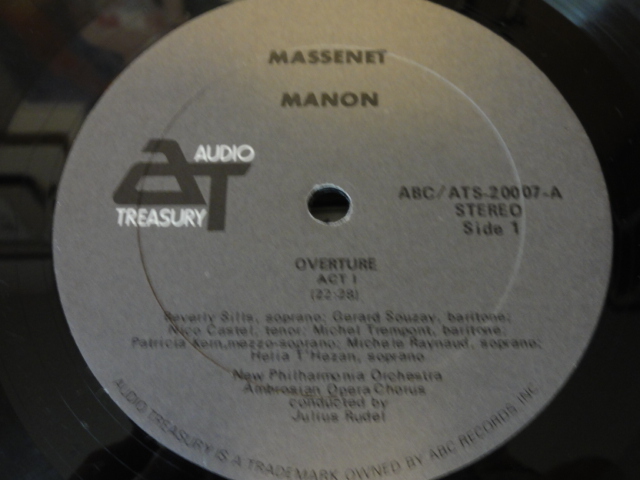 MASSENET
MANON
AT
AUDIO
TREASURY
ABC/ATS-20007-A
STEREO
Side 1
OVERTURE
ACT I
(22:28)
Beverly Sills, soprano; Gerard Souzay, baritone;
Nico Castel, tenor; Michel Trempont, baritone;
Patricia Kern, mezzo-soprano; Michele Raynaud, soprano;
Helia T'Hezan, soprano
New Philharmonia Orchestra
Ambrosian Opera Chorus
conducted by
Julius Rudel
AUDIO TREASURY IS A TRADEMARK OWNED BY ABC RECORDS INC.